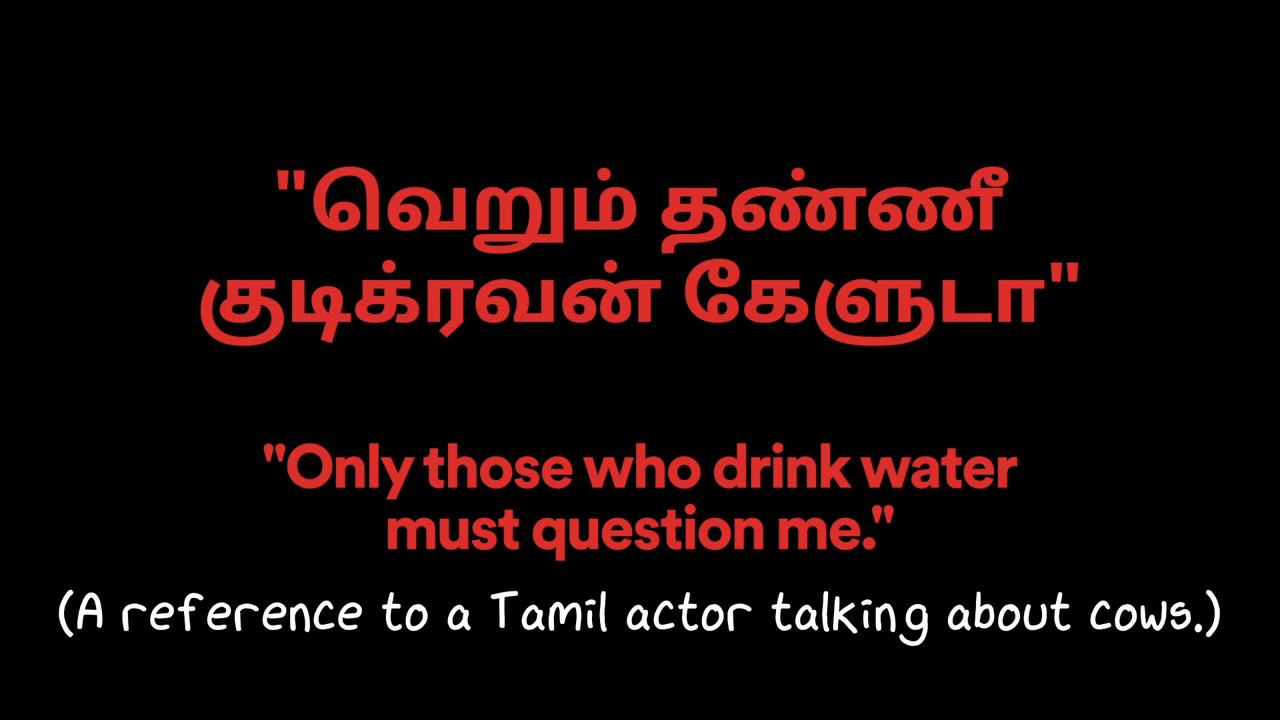 "வெறும் தண்ணீ
குடிக்ரவன் கேளுடா"
"Only those who drink water
must question me."
(A reference to a Tamil actor talking about cows.)